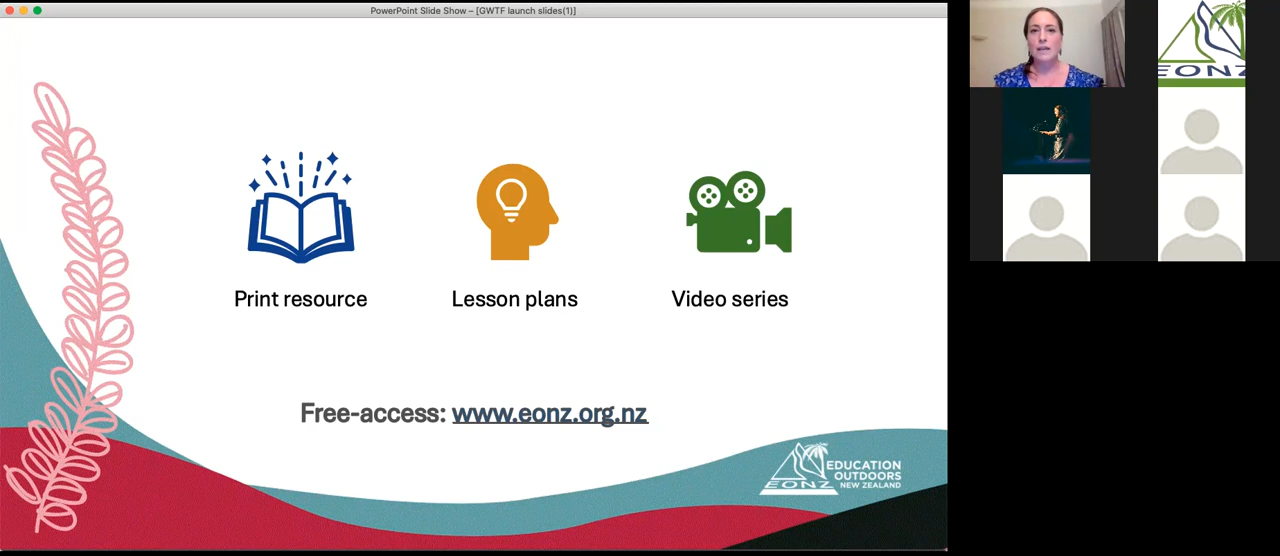 PowerPoint Slide Show – [GWTF launch slides(1)]
Print resource
Lesson plans
Video series
Free-access: www.eonz.org.nz
EONZ
EDUCATION
OUTDOORS
NEW ZEALAND
EONZ